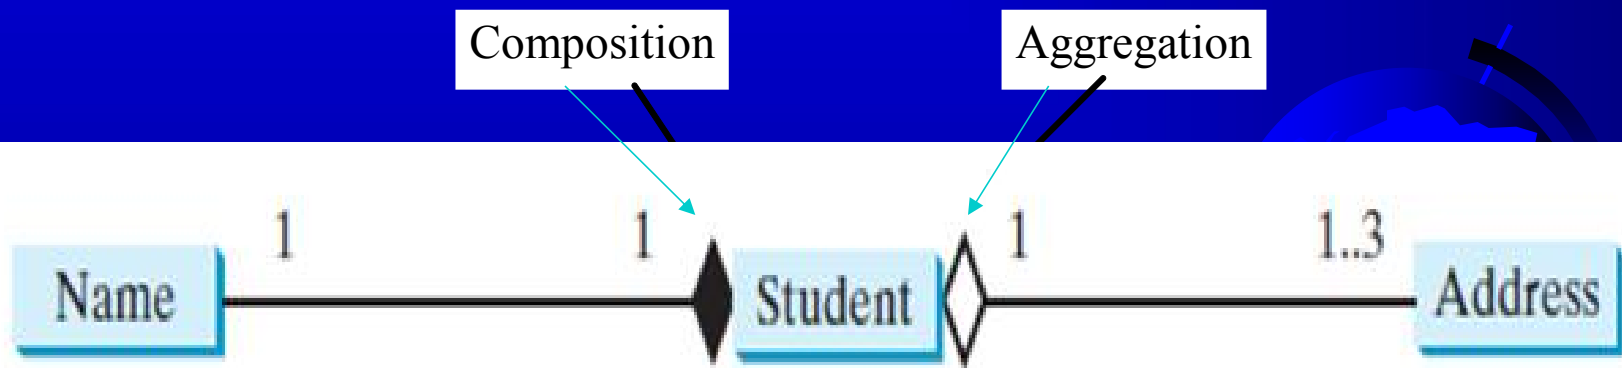 Composition Aggregation
1 1 1 1..3
Name Student Address